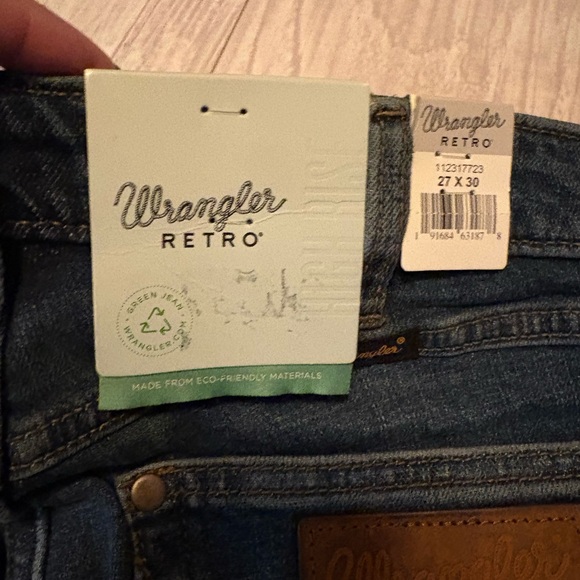 Wrangler
RETRO®
GREEN JEAN
WRANGLER.COM
MADE FROM ECO-FRIENDLY MATERIALS
Wrangler
RETRO®
112317723
27 X 30
1 91684 63187 8
Wrangler